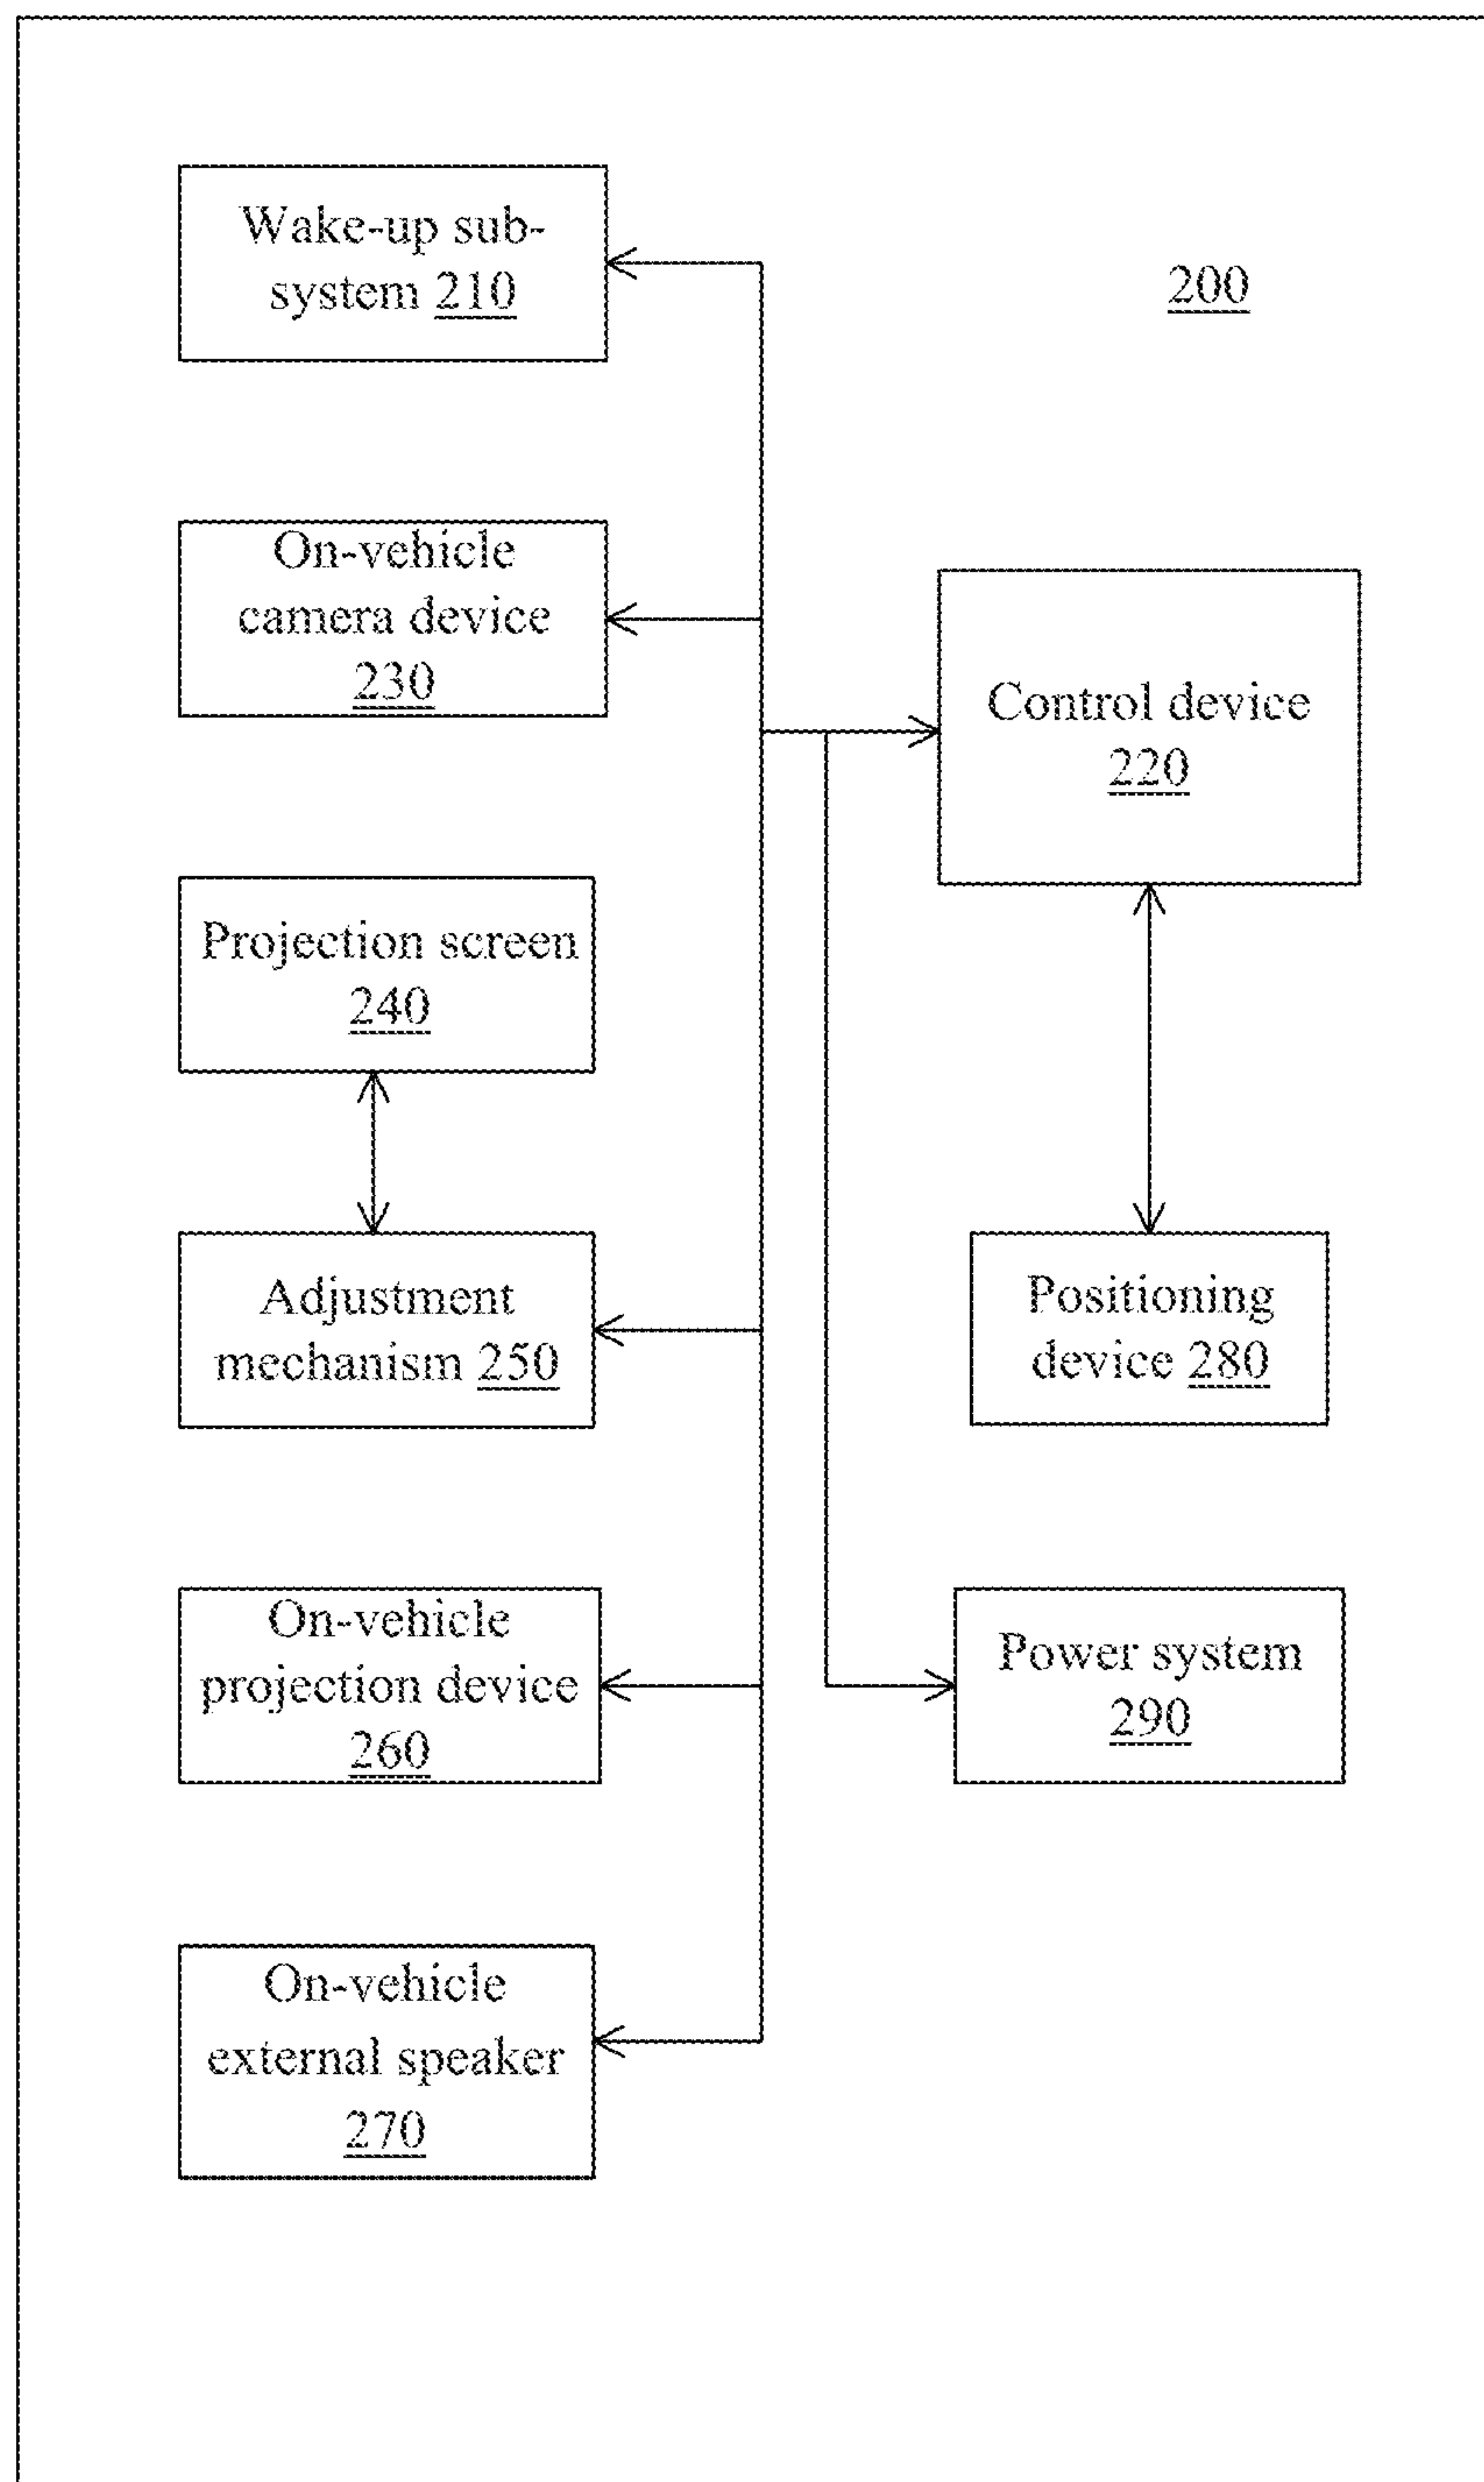 Wake-up sub-
system 210
200
On-vehicle
camera device
230
Control device
220
Projection screen
240
Adjustment
mechanism 250
Positioning
device 280
On-vehicle
projection device
260
Power system
290
On-vehicle
external speaker
270